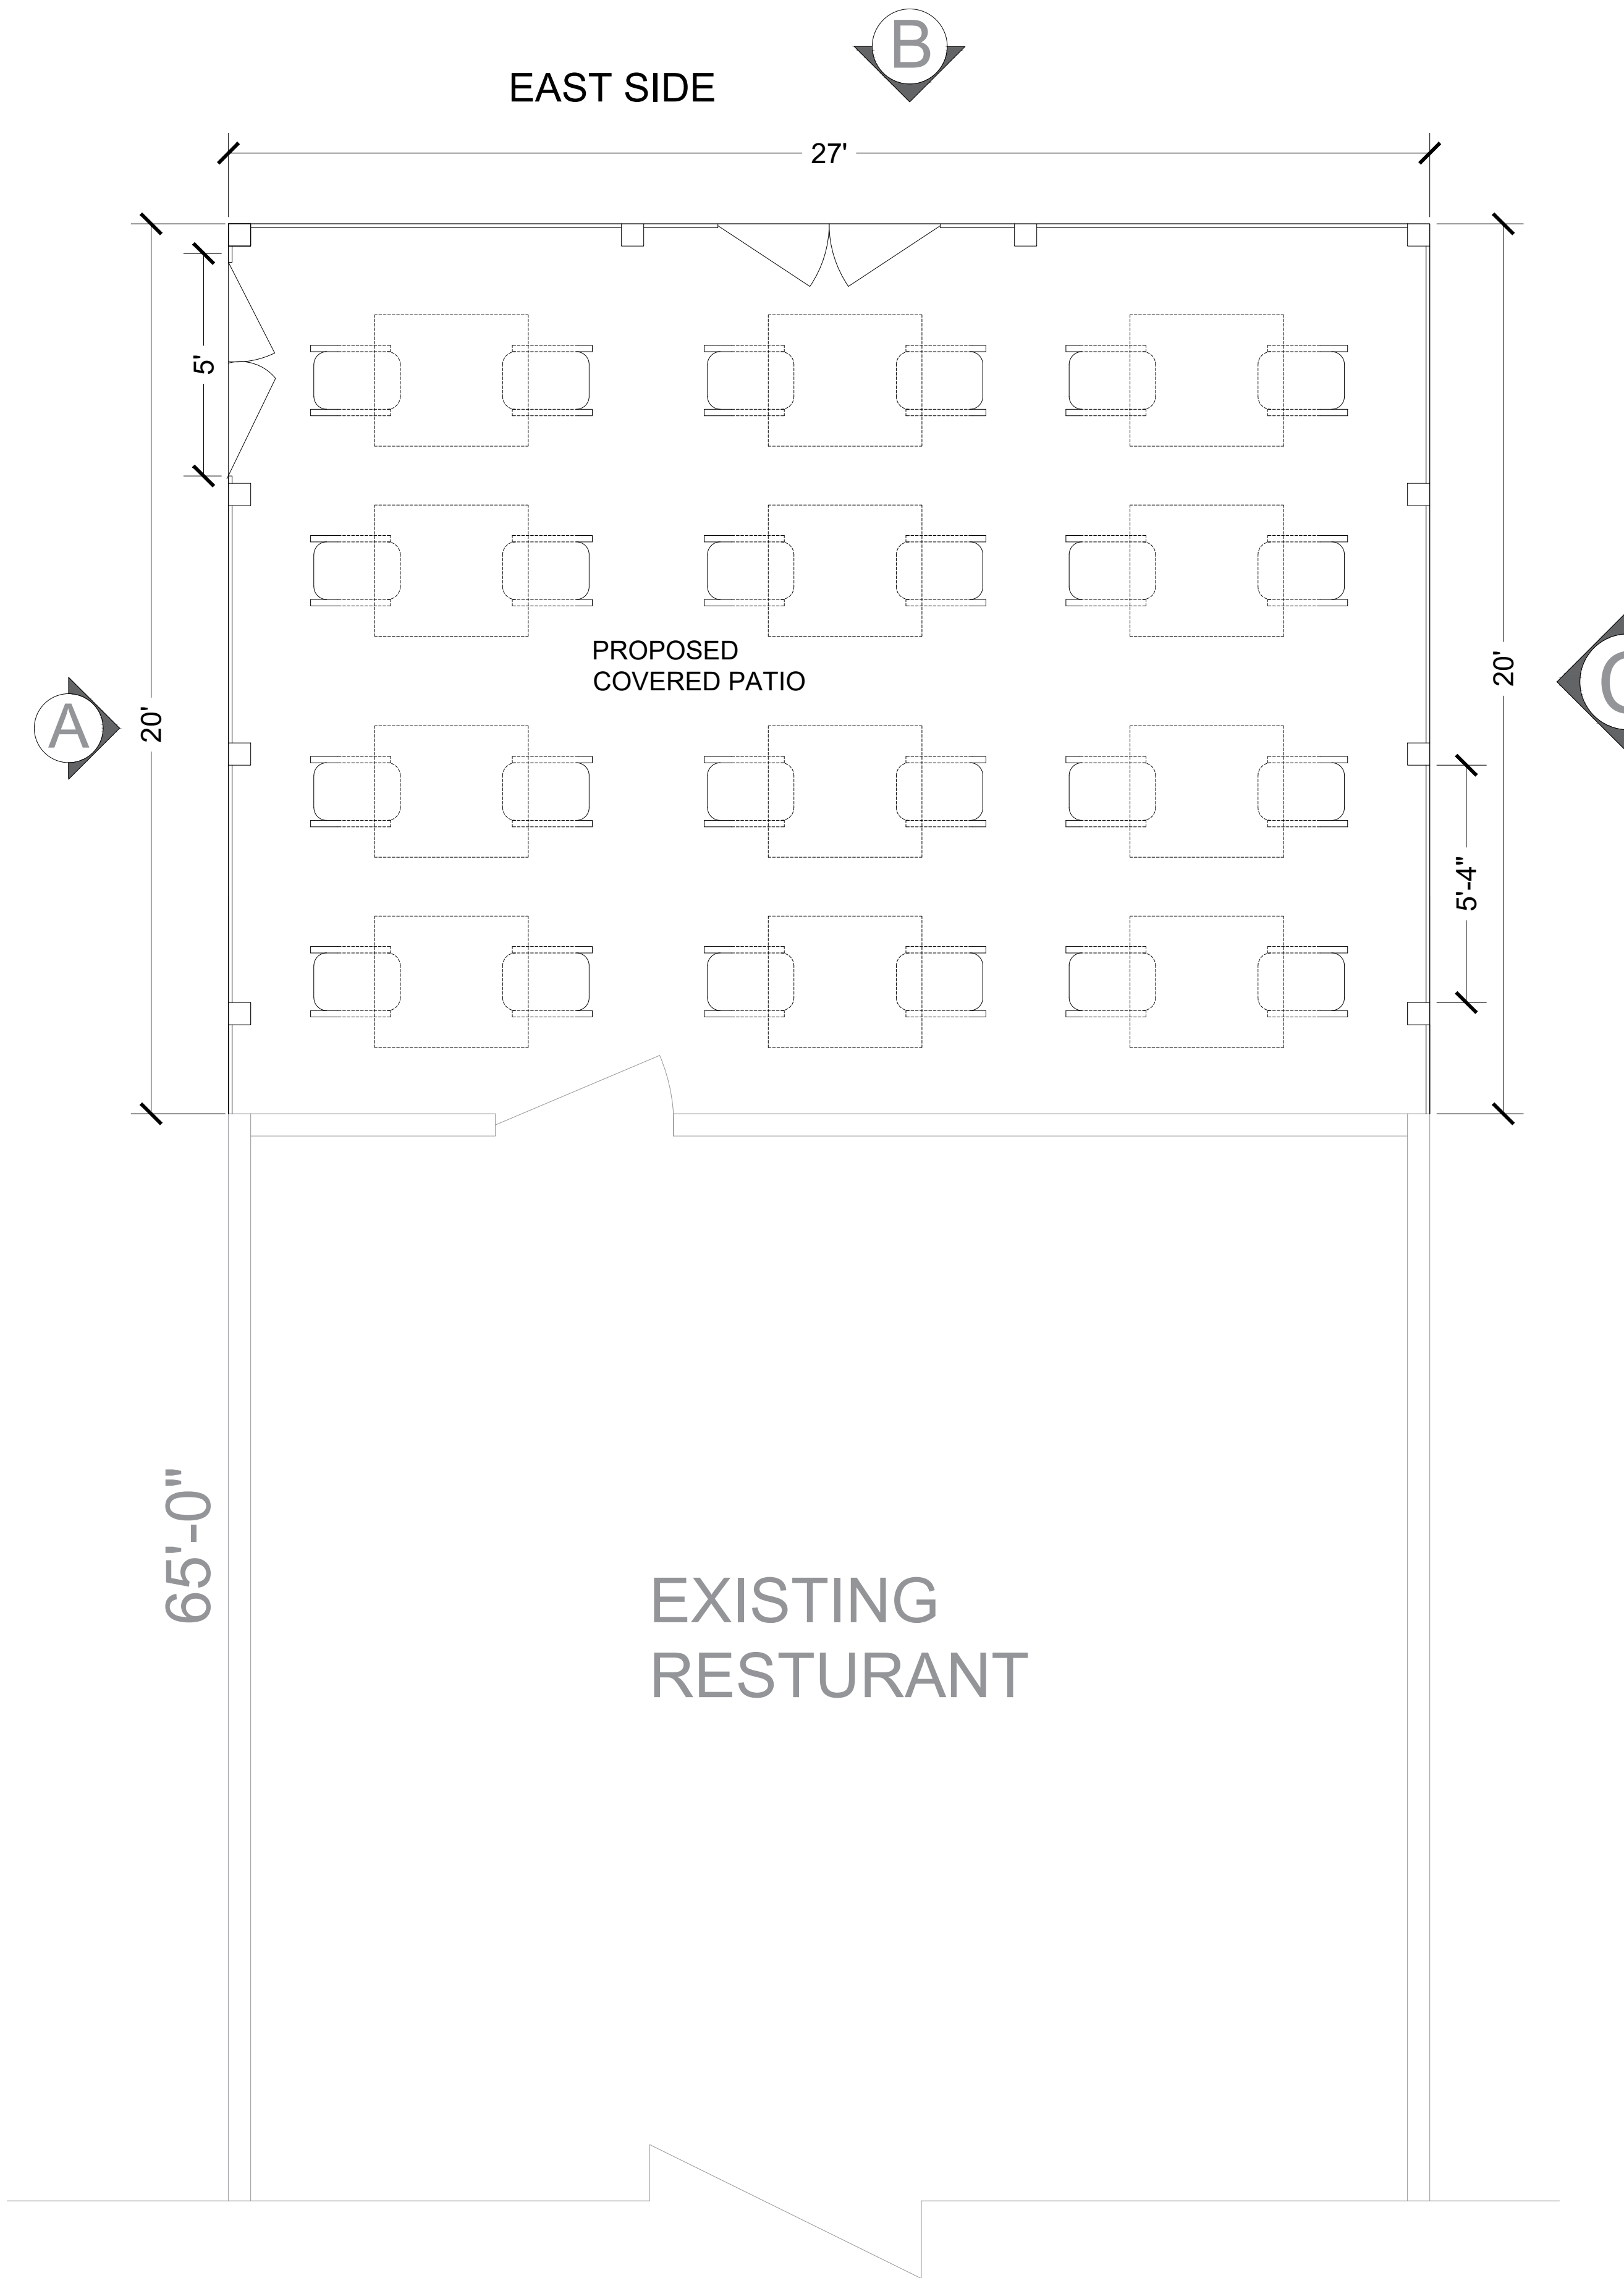 B
EAST SIDE
27'
5'
PROPOSED
COVERED PATIO
20'
20'
A
C
5'-4"
65'-0"
EXISTING
RESTURANT